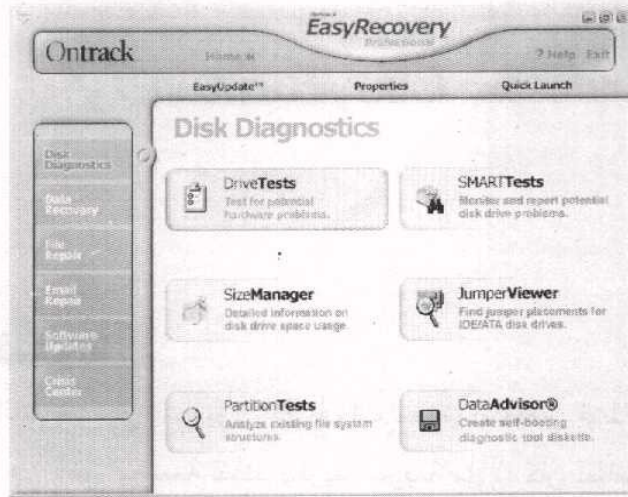 EasyRecovery
Professional
Ontrack
Home
? Help Exit
EasyUpdate™ Properties Quick Launch
Disk Diagnostics
Disk
Diagnostics
Data
Recovery
File
Repair
Email
Repair
Software
Updates
Crisis
Center
DriveTests
Test for potential
hardware problems.
SMARTTests
Monitor and report potential
disk drive problems.
SizeManager
Detailed information on
disk drive space usage.
JumperViewer
Find jumper placements for
IDE/ATA disk drives.
PartitionTests
Analyze existing file system
structures.
DataAdvisor®
Create self-booting
diagnostic tool diskette.